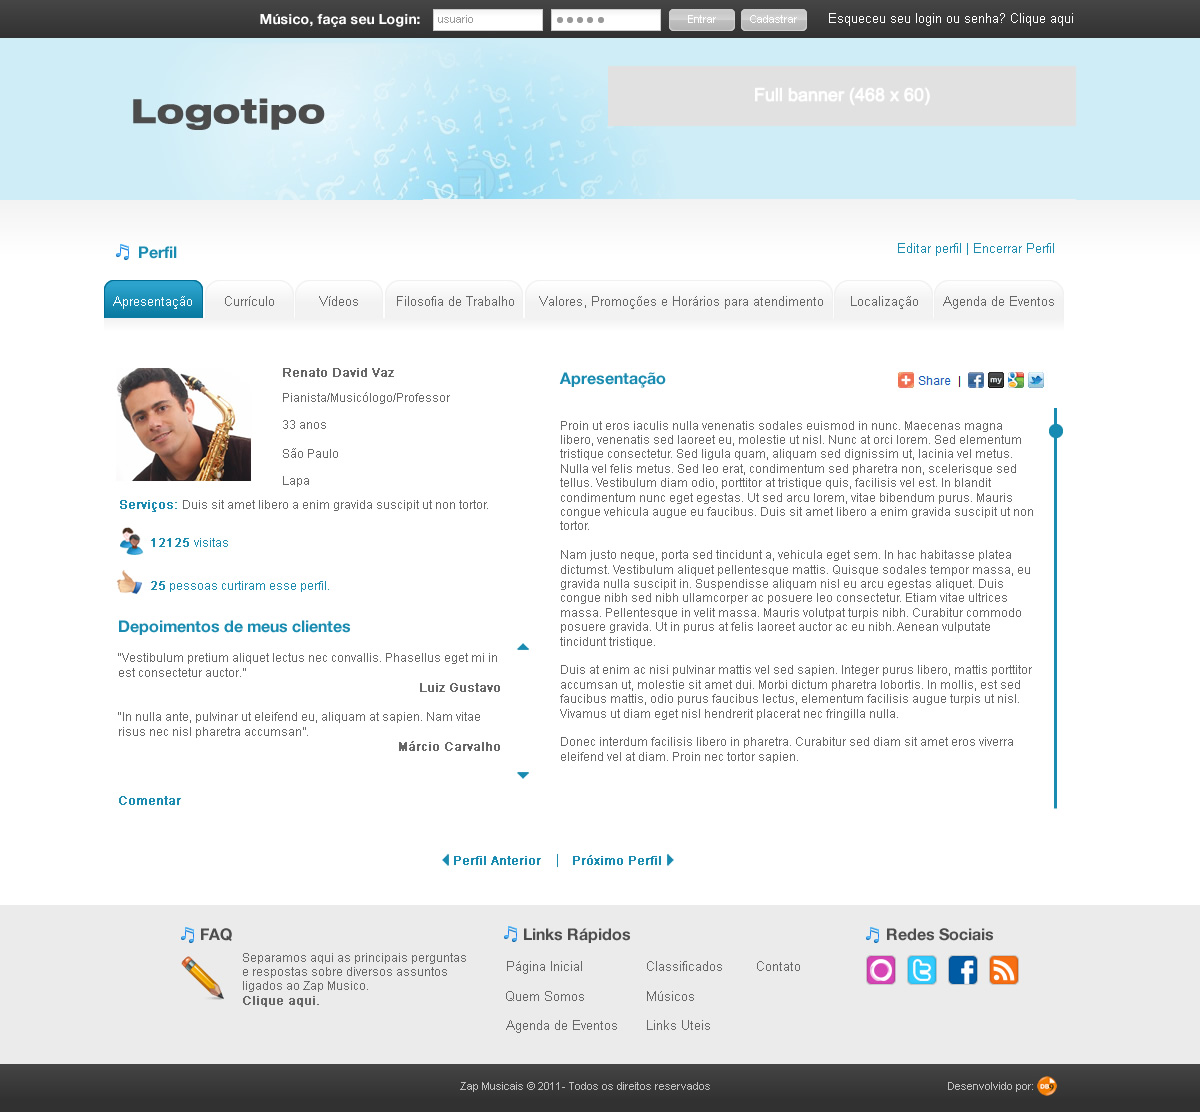 Músico, faça seu Login: usuario Entrar Cadastrar Esqueceu seu login ou senha? Clique aqui
Logotipo
Full banner (468 x 60)
Perfil
Editar perfil | Encerrar Perfil
Apresentação Currículo Vídeos Filosofia de Trabalho Valores, Promoções e Horários para atendimento Localização Agenda de Eventos
Renato David Vaz
Pianista/Musicólogo/Professor
33 anos
São Paulo
Lapa
Serviços: Duis sit amet libero a enim gravida suscipit ut non tortor.
12125 visitas
25 pessoas curtiram esse perfil.
Depoimentos de meus clientes
"Vestibulum pretium aliquet lectus nec convallis. Phasellus eget mi in
est consectetur auctor."
Luiz Gustavo
"In nulla ante, pulvinar ut eleifend eu, aliquam at sapien. Nam vitae
risus nec nisl pharetra accumsan".
Márcio Carvalho
Comentar
Apresentação
Share | my
Proin ut eros iaculis nulla venenatis sodales euismod in nunc. Maecenas magna
libero, venenatis sed laoreet eu, molestie ut nisl. Nunc at orci lorem. Sed elementum
tristique consectetur. Sed ligula quam, aliquam sed dignissim ut, lacinia vel metus.
Nulla vel felis metus. Sed leo erat, condimentum sed pharetra non, scelerisque sed
tellus. Vestibulum diam odio, porttitor at tristique quis, facilisis vel est. In blandit
condimentum nunc eget egestas. Ut sed arcu lorem, vitae bibendum purus. Mauris
congue vehicula augue eu faucibus. Duis sit amet libero a enim gravida suscipit ut non
tortor.
Nam justo neque, porta sed tincidunt a, vehicula eget sem. In hac habitasse platea
dictumst. Vestibulum aliquet pellentesque mattis. Quisque sodales tempor massa, eu
gravida nulla suscipit in. Suspendisse aliquam nisl eu arcu egestas aliquet. Duis
congue nibh sed nibh ullamcorper ac posuere leo consectetur. Etiam vitae ultrices
massa. Pellentesque in velit massa. Mauris volutpat turpis nibh. Curabitur commodo
posuere gravida. Ut in purus at felis laoreet auctor ac eu nibh. Aenean vulputate
tincidunt tristique.
Duis at enim ac nisi pulvinar mattis vel sed sapien. Integer purus libero, mattis porttitor
accumsan ut, molestie sit amet dui. Morbi dictum pharetra lobortis. In mollis, est sed
faucibus mattis, odio purus faucibus lectus, elementum facilisis augue turpis ut nisl.
Vivamus ut diam eget nisl hendrerit placerat nec fringilla nulla.
Donec interdum facilisis libero in pharetra. Curabitur sed diam sit amet eros viverra
eleifend vel at diam. Proin nec tortor sapien.
Perfil Anterior | Próximo Perfil
FAQ
Separamos aqui as principais perguntas
e respostas sobre diversos assuntos
ligados ao Zap Musico.
Clique aqui.
Links Rápidos
Página Inicial Classificados Contato
Quem Somos Músicos
Agenda de Eventos Links Uteis
Redes Sociais
Zap Musicais © 2011- Todos os direitos reservados
Desenvolvido por: